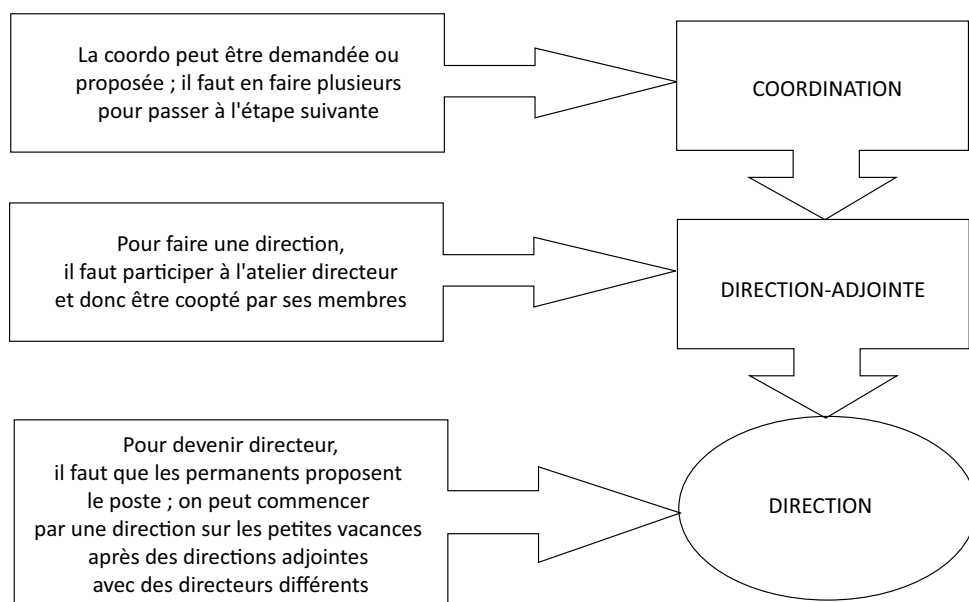 La coordo peut être demandée ou
proposée ; il faut en faire plusieurs
pour passer à l'étape suivante
COORDINATION
Pour faire une direction,
il faut participer à l'atelier directeur
et donc être coopté par ses membres
DIRECTION-ADJOINTE
Pour devenir directeur,
il faut que les permanents proposent
le poste ; on peut commencer
par une direction sur les petites vacances
après des directions adjointes
avec des directeurs différents
DIRECTION